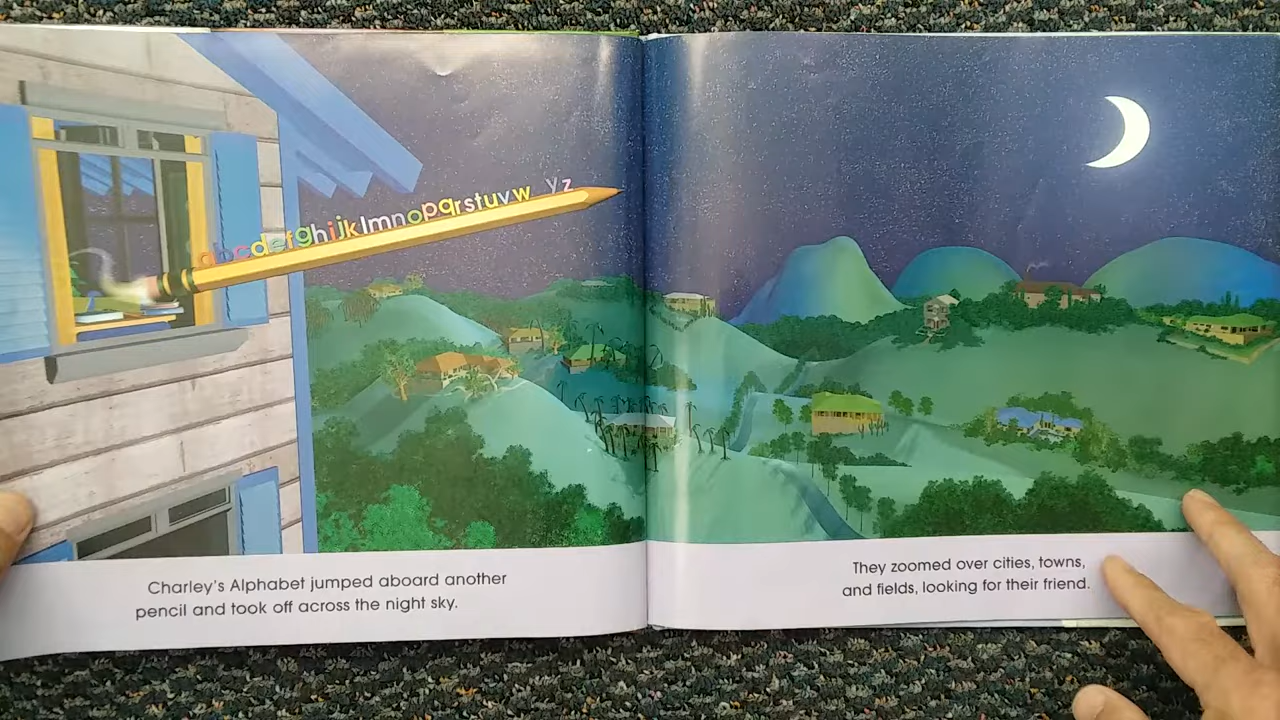 abcdefghijklmnopqrstuvw yz
Charley's Alphabet jumped aboard another
pencil and took off across the night sky.
They zoomed over cities, towns,
and fields, looking for their friend.